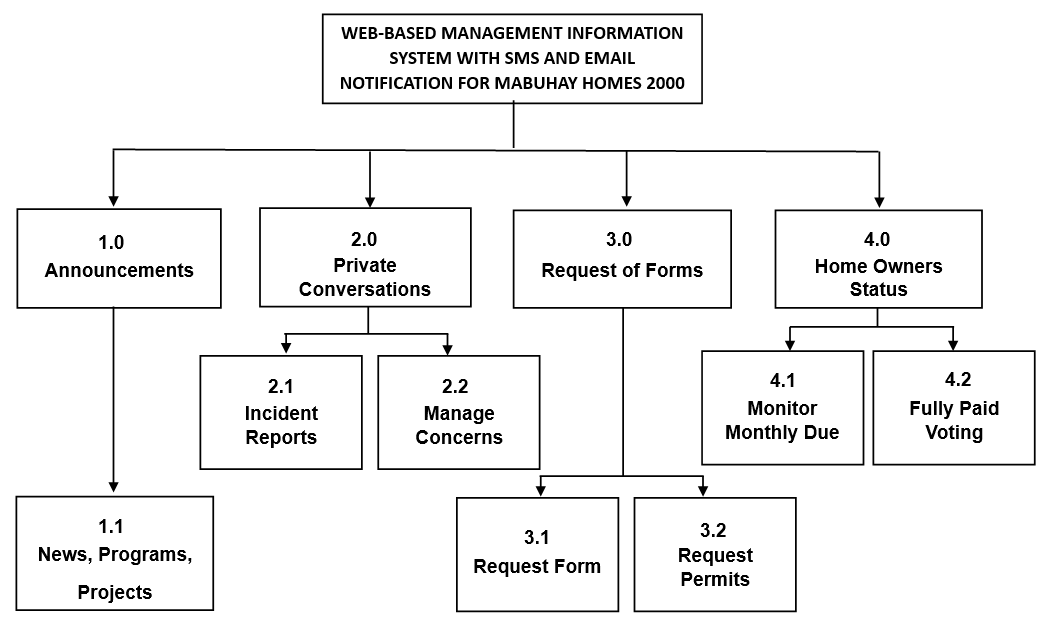 WEB-BASED MANAGEMENT INFORMATION
SYSTEM WITH SMS AND EMAIL
NOTIFICATION FOR MABUHAY HOMES 2000
1.0
Announcements
2.0
Private
Conversations
3.0
Request of Forms
4.0
Home Owners
Status
2.1
Incident
Reports
2.2
Manage
Concerns
4.1
Monitor
Monthly Due
4.2
Fully Paid
Voting
1.1
News, Programs,
Projects
3.1
Request Form
3.2
Request
Permits